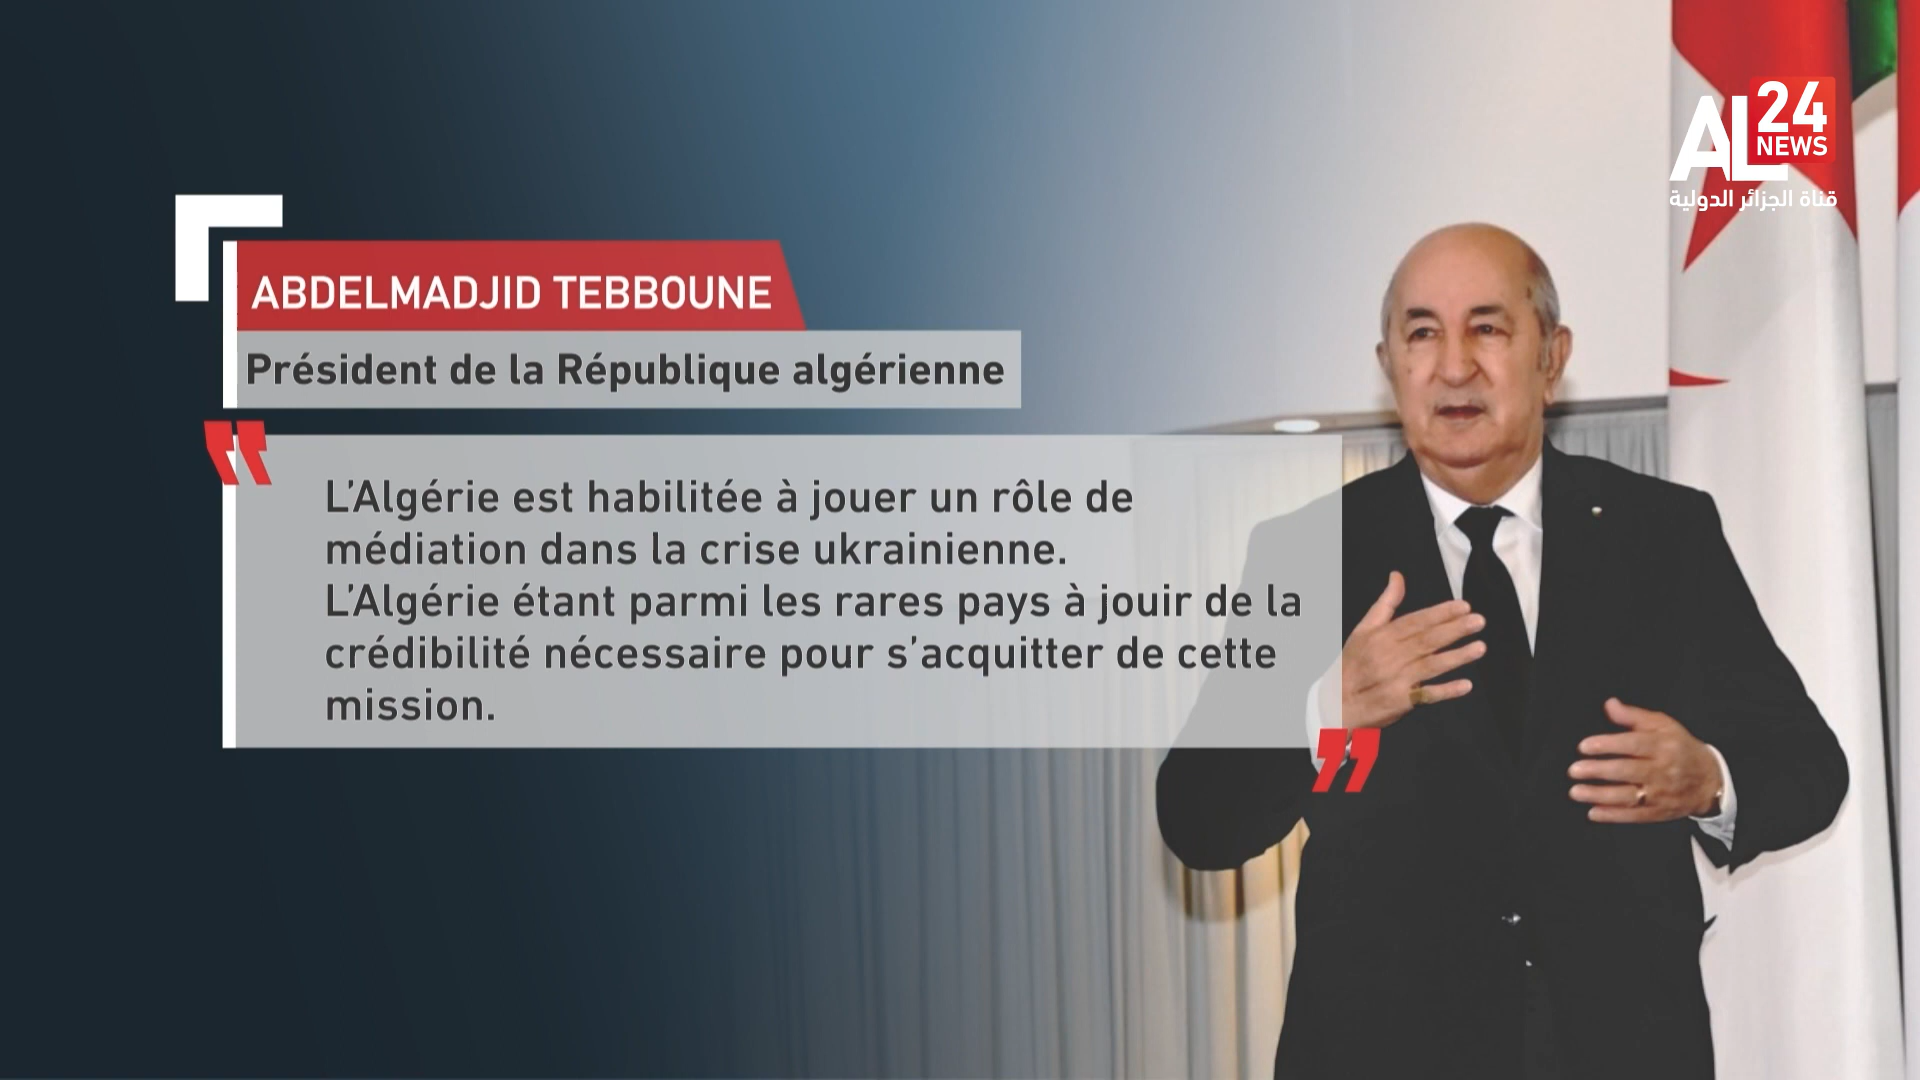 AL24
NEWS
قناة الجزائر الدولية
ABDELMADJID TEBBOUNE
Président de la République algérienne
“
L’Algérie est habilitée à jouer un rôle de
médiation dans la crise ukrainienne.
L’Algérie étant parmi les rares pays à jouir de la
crédibilité nécessaire pour s’acquitter de cette
mission.
”